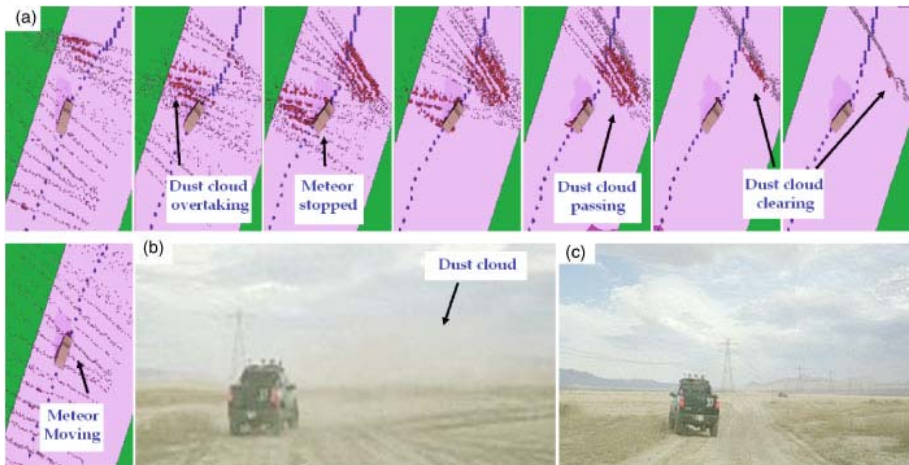 (a)
Dust cloud
overtaking
Meteor
stopped
Dust cloud
passing
Dust cloud
clearing
Meteor
Moving
(b)
Dust cloud
(c)